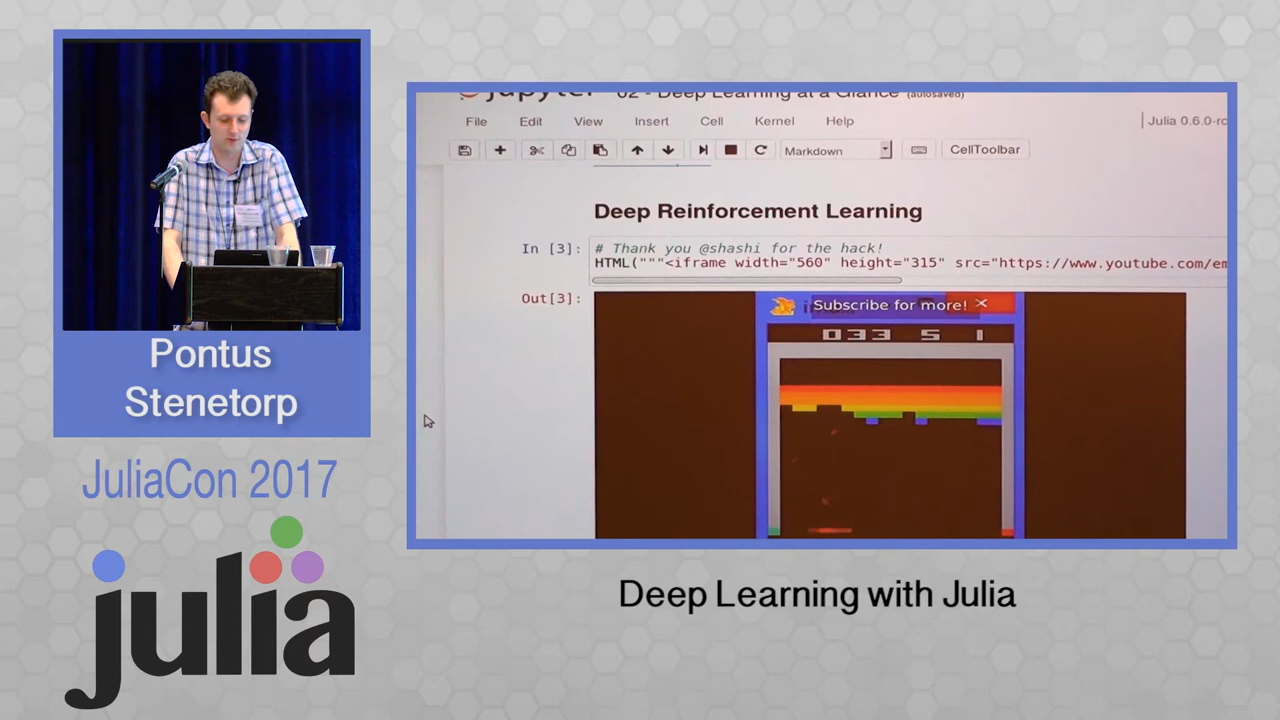 Pontus
Stenetorp
JuliaCon 2017
julia
jupyter 02 - Deep Learning at a Glance (autosaved)
File Edit View Insert Cell Kernel Help
Julia 0.6.0-rc
Markdown
CellToolbar
Deep Reinforcement Learning
In [3]:
# Thank you @shashi for the hack!
HTML("""<iframe width="560" height="315" src="https://www.youtube.com/em
Out[3]:
Subscribe for more! ×
033 5 1
Deep Learning with Julia